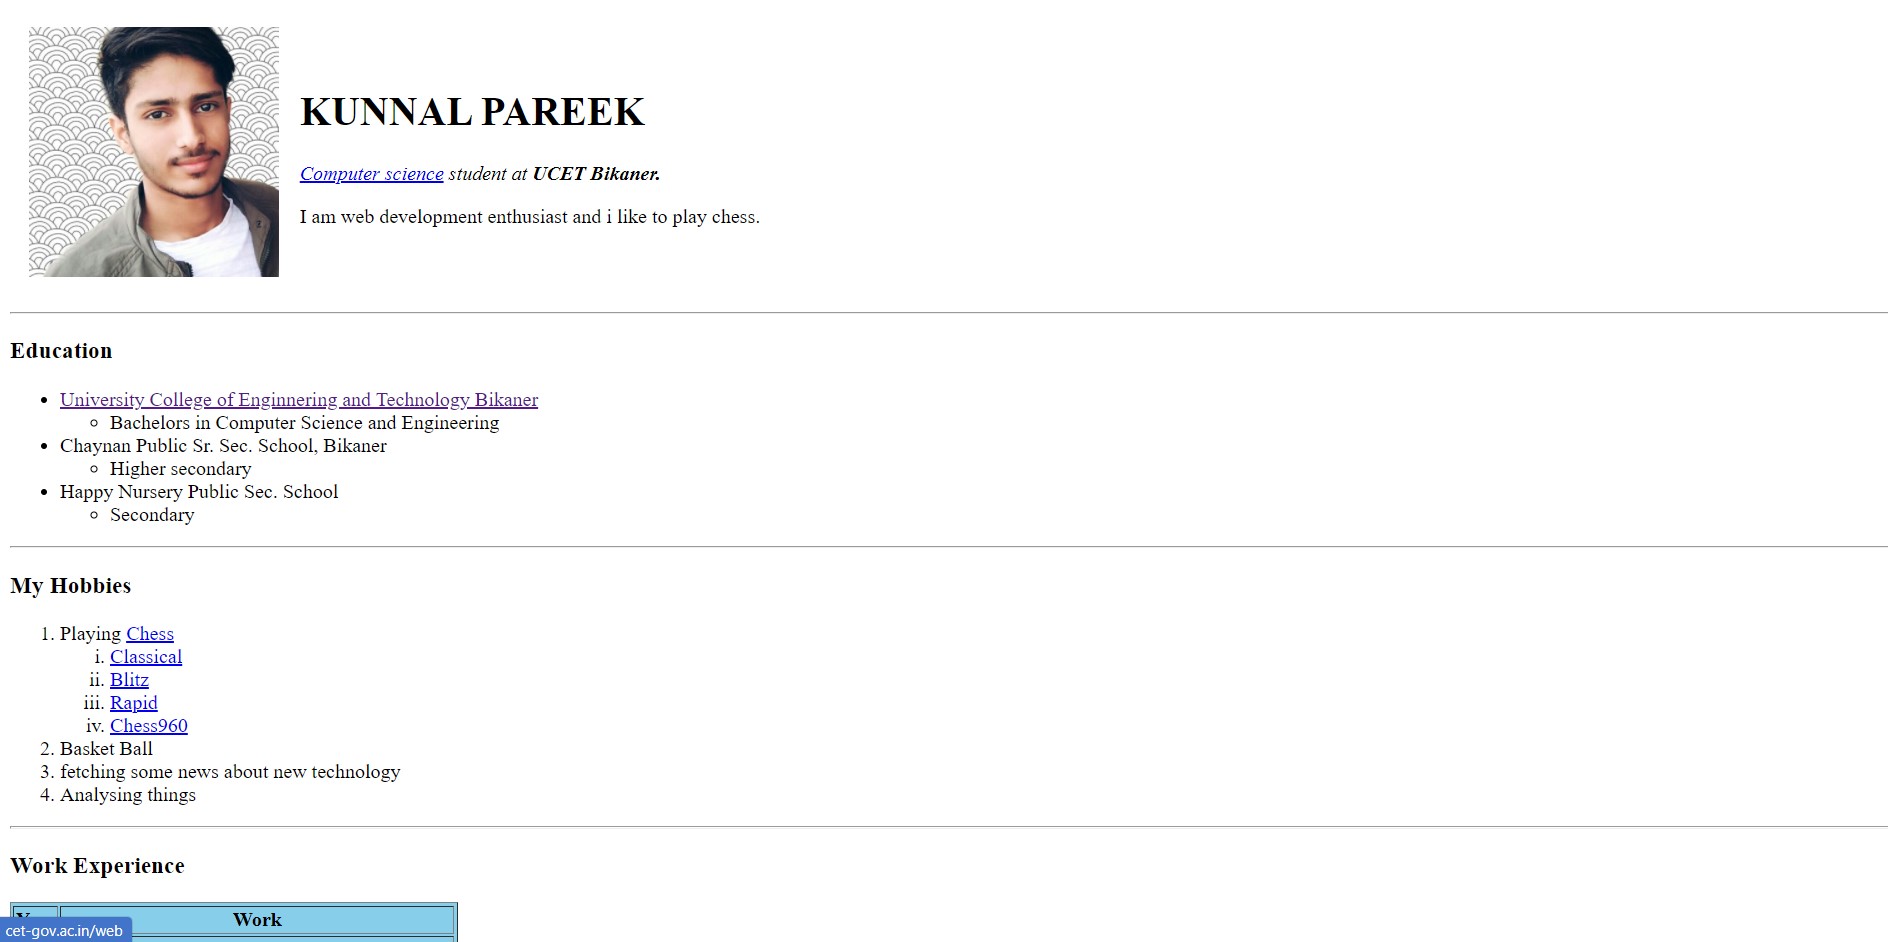 KUNNAL PAREEK
Computer science student at UCET Bikaner.
I am web development enthusiast and i like to play chess.
Education
• University College of Enginnering and Technology Bikaner
◦ Bachelors in Computer Science and Engineering
• Chaynan Public Sr. Sec. School, Bikaner
◦ Higher secondary
• Happy Nursery Public Sec. School
◦ Secondary
My Hobbies
1. Playing Chess
i. Classical
ii. Blitz
iii. Rapid
iv. Chess960
2. Basket Ball
3. fetching some news about new technology
4. Analysing things
Work Experience
Work
cet-gov.ac.in/web